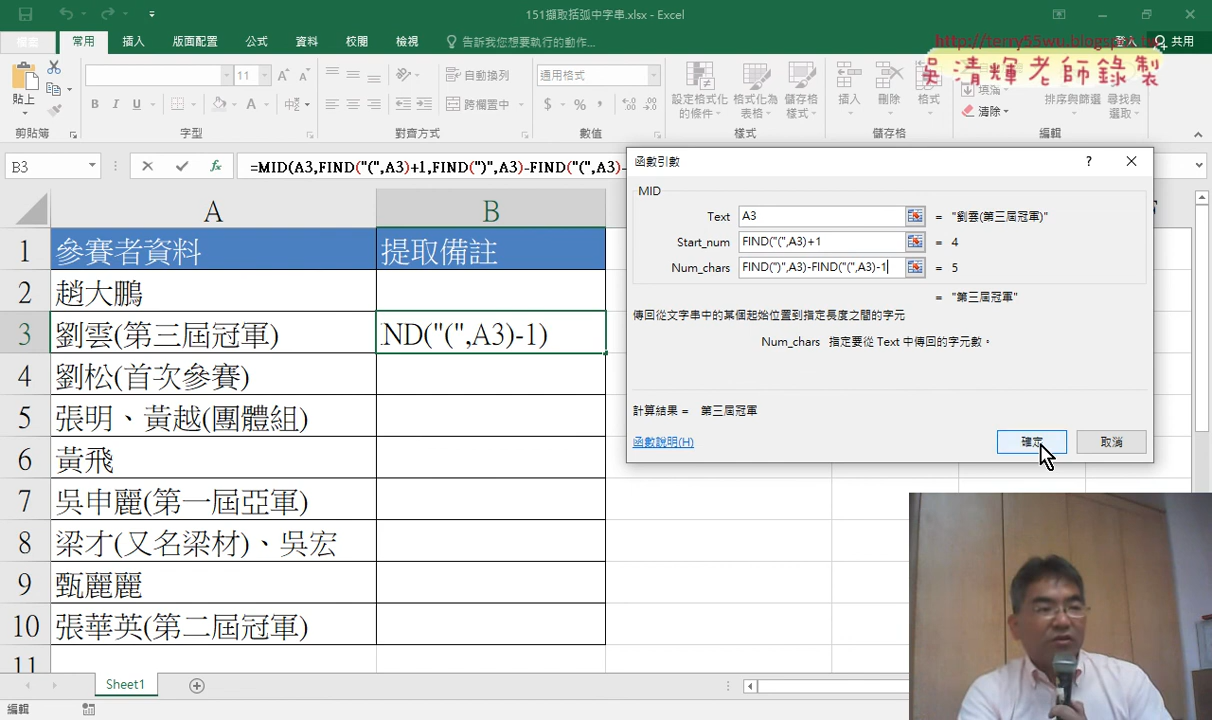 151擷取括弧中字串.xlsx - Excel
常用 插入 版面配置 公式 資料 校閱 檢視 告訴我您想要執行的動作... 登入 共用
http://terry55wu.blogspot.tw
吳清輝老師錄製
貼上 11 自動換列 通用格式 設定格式化的條件 格式化為表格 儲存格樣式 插入 刪除 格式 填滿 清除 排序與篩選 尋找與選取
B I U 跨欄置中 $ % ,
剪貼簿 字型 對齊方式 數值 樣式 儲存格 編輯
B3 fx =MID(A3,FIND("(",A3)+1,FIND(")",A3)-FIND("(",A3)-
A B F
1 參賽者資料 提取備註
2 趙大鵬
3 劉雲(第三屆冠軍) ND("(",A3)-1)
4 劉松(首次參賽)
5 張明、黃越(團體組)
6 黃飛
7 吳申麗(第一屆亞軍)
8 梁才(又名梁材)、吳宏
9 甄麗麗
10 張華英(第二屆冠軍)
11
函數引數 ?
MID
Text A3 = "劉雲(第三屆冠軍)"
Start_num FIND("(",A3)+1 = 4
Num_chars FIND(")",A3)-FIND("(",A3)-1 = 5
= "第三屆冠軍"
傳回從文字串中的某個起始位置到指定長度之間的字元
Num_chars 指定要從 Text 中傳回的字元數。
計算結果 = 第三屆冠軍
函數說明(H) 確定 取消
Sheet1
編輯